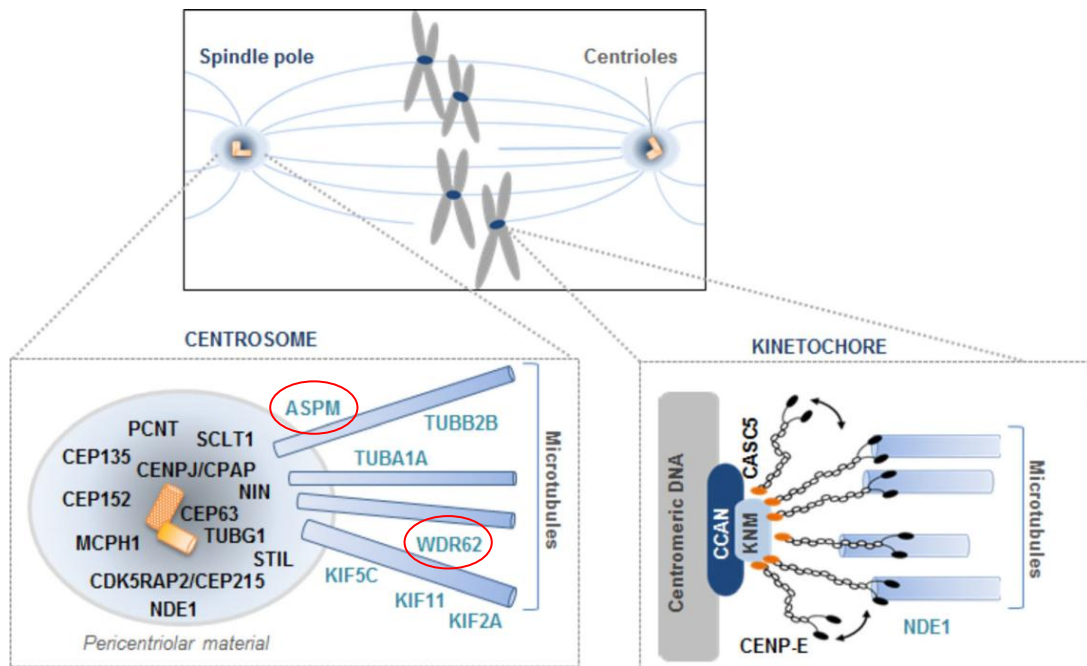 Spindle pole
Centrioles
CENTROSOME
ASPM
PCNT
SCLT1
TUBB2B
CEP135
CENPJ/CPAP
TUBA1A
NIN
CEP152
CEP63
MCPH1
TUBG1
WDR62
STIL
KIF5C
CDK5RAP2/CEP215
KIF11
NDE1
KIF2A
Pericentriolar material
Microtubules
KINETOCHORE
Centromeric DNA
CCAN
KNM
CASC5
CENP-E
NDE1
Microtubules